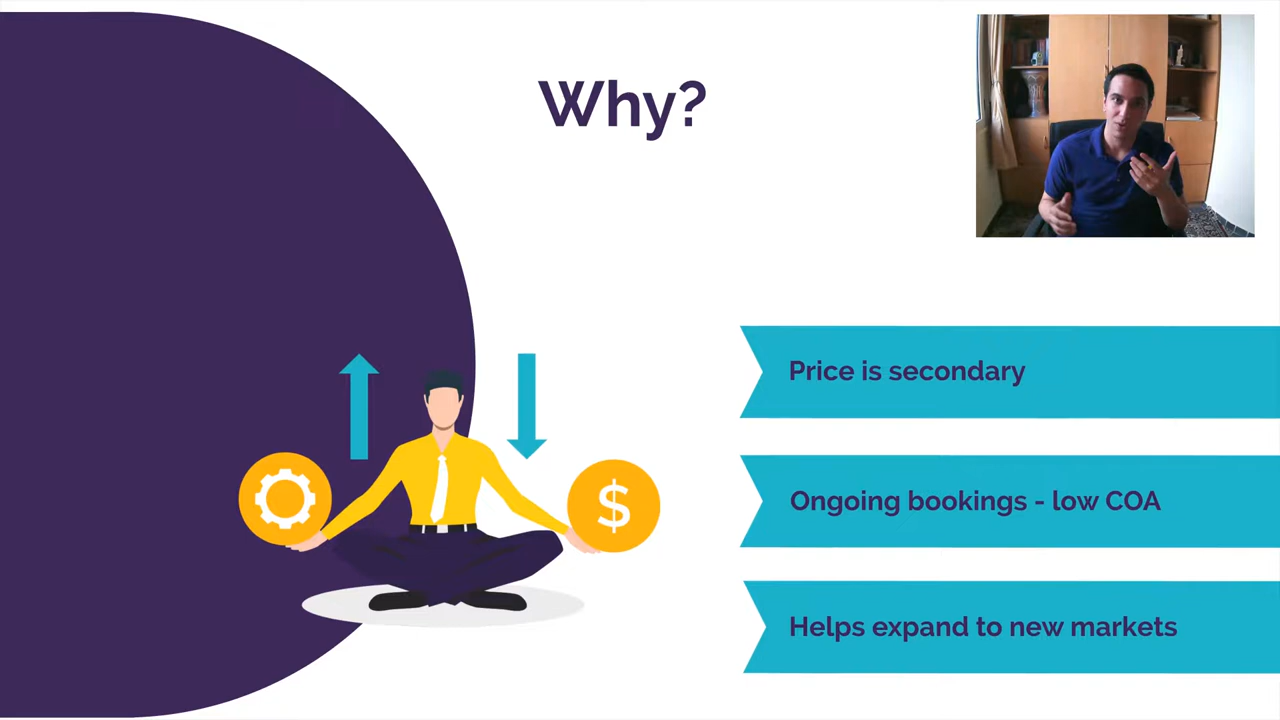 Why?
Price is secondary
Ongoing bookings - low COA
Helps expand to new markets
$